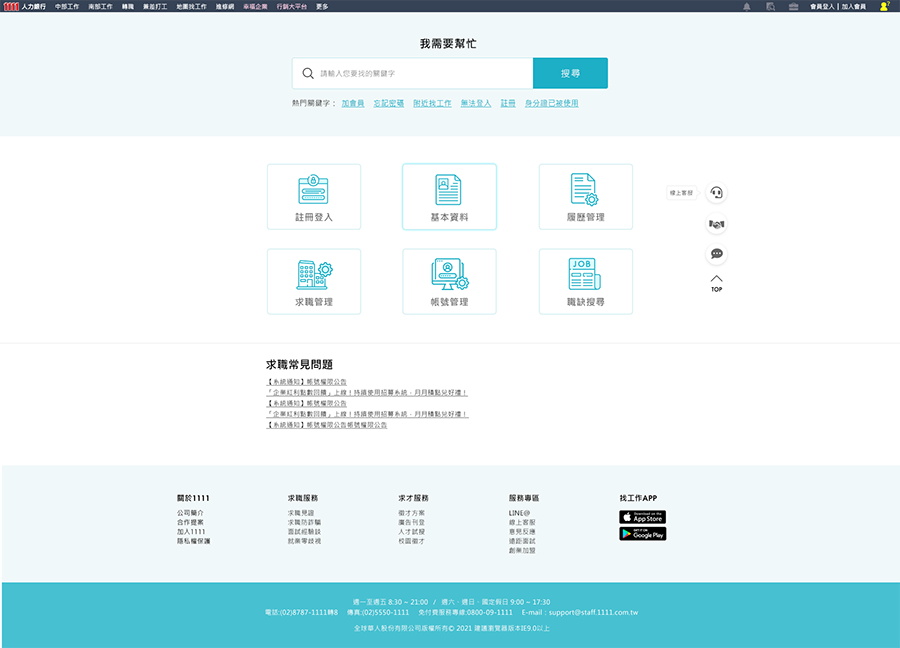 1111 人力銀行 中部工作 南部工作 轉職 兼差打工 地圖找工作 進修網 幸福企業 行銷大平台 更多 會員登入 | 加入會員
我需要幫忙
請輸入您要找的關鍵字 搜尋
熱門關鍵字： 加會員 忘記密碼 附近找工作 無法登入 註冊 身分證已被使用
註冊登入 基本資料 履歷管理
線上客服
求職管理 帳號管理 職缺搜尋
JOB
TOP
求職常見問題
【系統通知】帳號權限公告
「企業紅利點數回饋」上線！持續使用招募系統，月月積點兌好禮！
【系統通知】帳號權限公告
「企業紅利點數回饋」上線！持續使用招募系統，月月積點兌好禮！
【系統通知】帳號權限公告帳號權限公告
關於1111 求職服務 求才服務 服務專區 找工作APP
公司簡介 求職見證 徵才方案 LINE@
合作提案 求職防詐騙 廣告刊登 線上客服
加入1111 面試經驗談 人才試搜 意見反應
隱私權保護 就業零歧視 校園徵才 遠距面試
創業加盟
Download on the App Store
GET IT ON Google Play
週一至週五 8:30 ~ 21:00 / 週六、週日、國定假日 9:00 ~ 17:30
電話:(02)8787-1111轉8 傳真:(02)5550-1111 免付費服務專線:0800-09-1111 E-mail : support@staff.1111.com.tw
全球華人股份有限公司版權所有© 2021 建議瀏覽器版本IE9.0以上